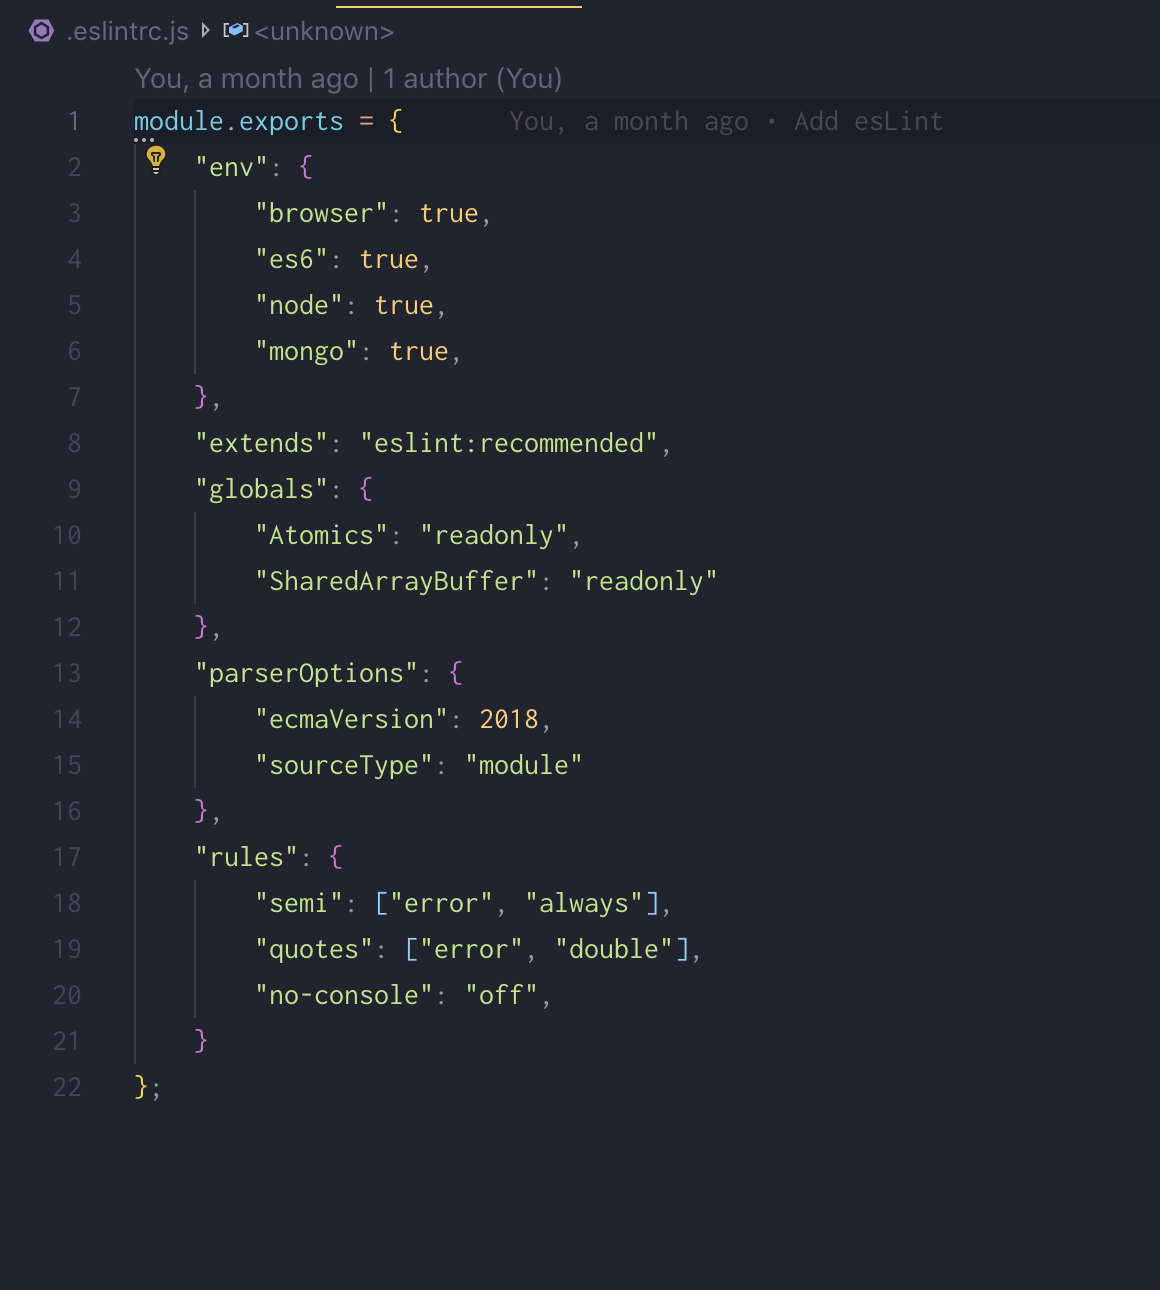 .eslintrc.js <unknown>
You, a month ago | 1 author (You)
1 module.exports = { You, a month ago • Add esLint
2 "env": {
3 "browser": true,
4 "es6": true,
5 "node": true,
6 "mongo": true,
7 },
8 "extends": "eslint:recommended",
9 "globals": {
10 "Atomics": "readonly",
11 "SharedArrayBuffer": "readonly"
12 },
13 "parserOptions": {
14 "ecmaVersion": 2018,
15 "sourceType": "module"
16 },
17 "rules": {
18 "semi": ["error", "always"],
19 "quotes": ["error", "double"],
20 "no-console": "off",
21 }
22 };